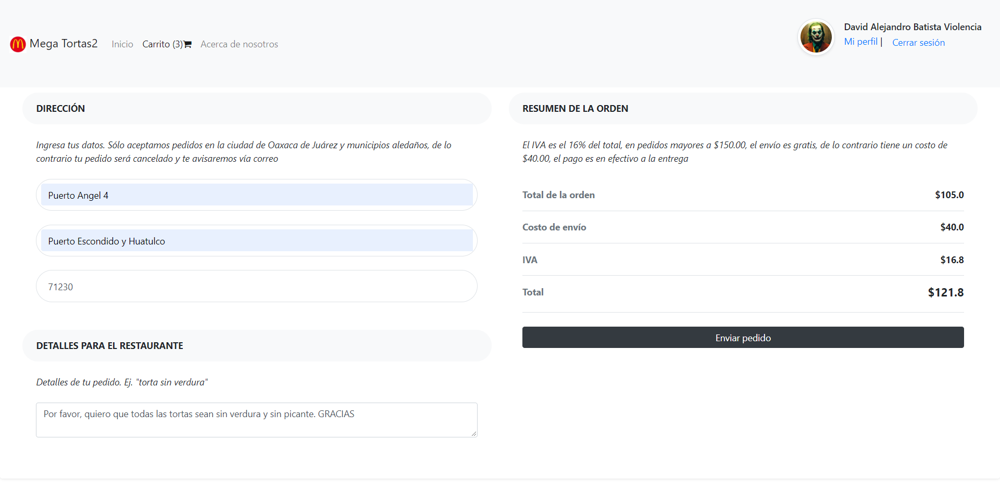 Mega Tortas2 Inicio Carrito (3) Acerca de nosotros
David Alejandro Batista Violencia
Mi perfil | Cerrar sesión
DIRECCIÓN
Ingresa tus datos. Sólo aceptamos pedidos en la ciudad de Oaxaca de Juárez y municipios aledaños, de lo
contrario tu pedido será cancelado y te avisaremos vía correo
Puerto Angel 4
Puerto Escondido y Huatulco
71230
DETALLES PARA EL RESTAURANTE
Detalles de tu pedido. Ej. "torta sin verdura"
Por favor, quiero que todas las tortas sean sin verdura y sin picante. GRACIAS
RESUMEN DE LA ORDEN
El IVA es el 16% del total, en pedidos mayores a $150.00, el envío es gratis, de lo contrario tiene un costo de
$40.00, el pago es en efectivo a la entrega
Total de la orden $105.0
Costo de envío $40.0
IVA $16.8
Total $121.8
Enviar pedido